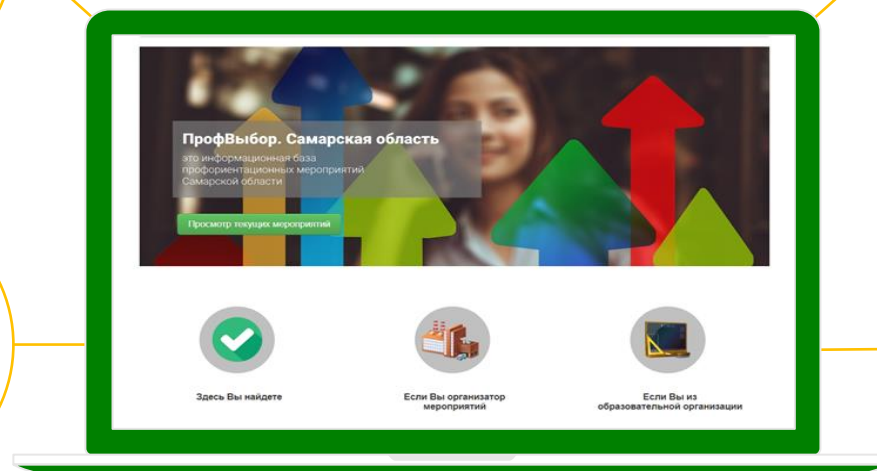 ПрофВыбор. Самарская область
это информационная база
профориентационных мероприятий
Самарской области
Просмотр текущих мероприятий
Здесь Вы найдете
Если Вы организатор
мероприятий
Если Вы из
образовательной организации